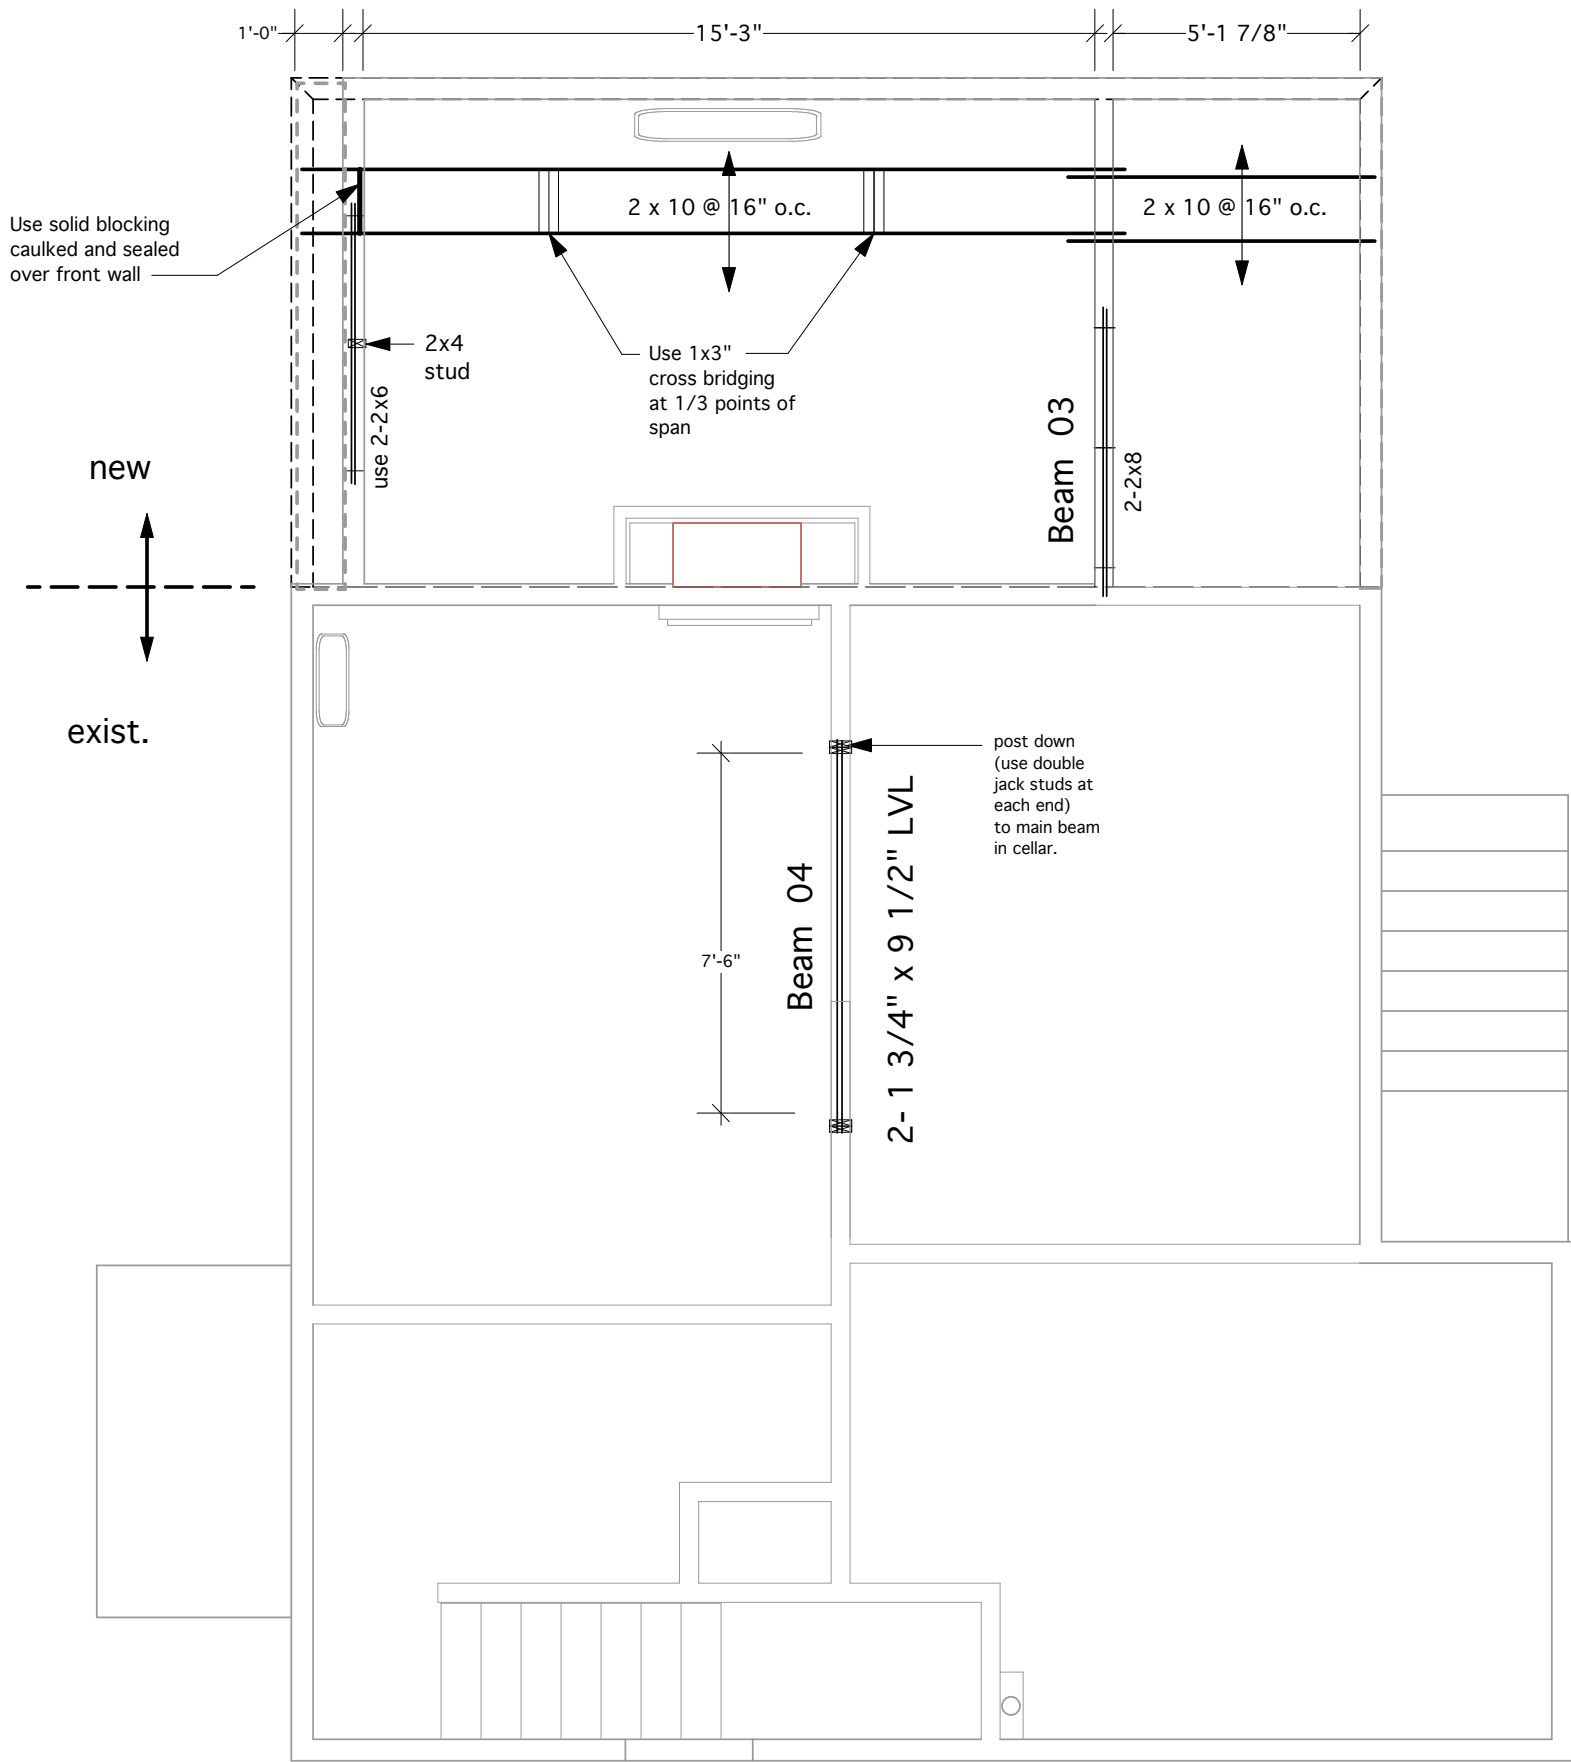 1'-0"
15'-3"
5'-1 7/8"
2 x 10 @ 16" o.c.
2 x 10 @ 16" o.c.
Use solid blocking
caulked and sealed
over front wall
2x4
stud
use 2-2x6
Use 1x3"
cross bridging
at 1/3 points of
span
Beam 03
2-2x8
new
exist.
post down
(use double
jack studs at
each end)
to main beam
in cellar.
7'-6"
Beam 04
2- 1 3/4" x 9 1/2" LVL